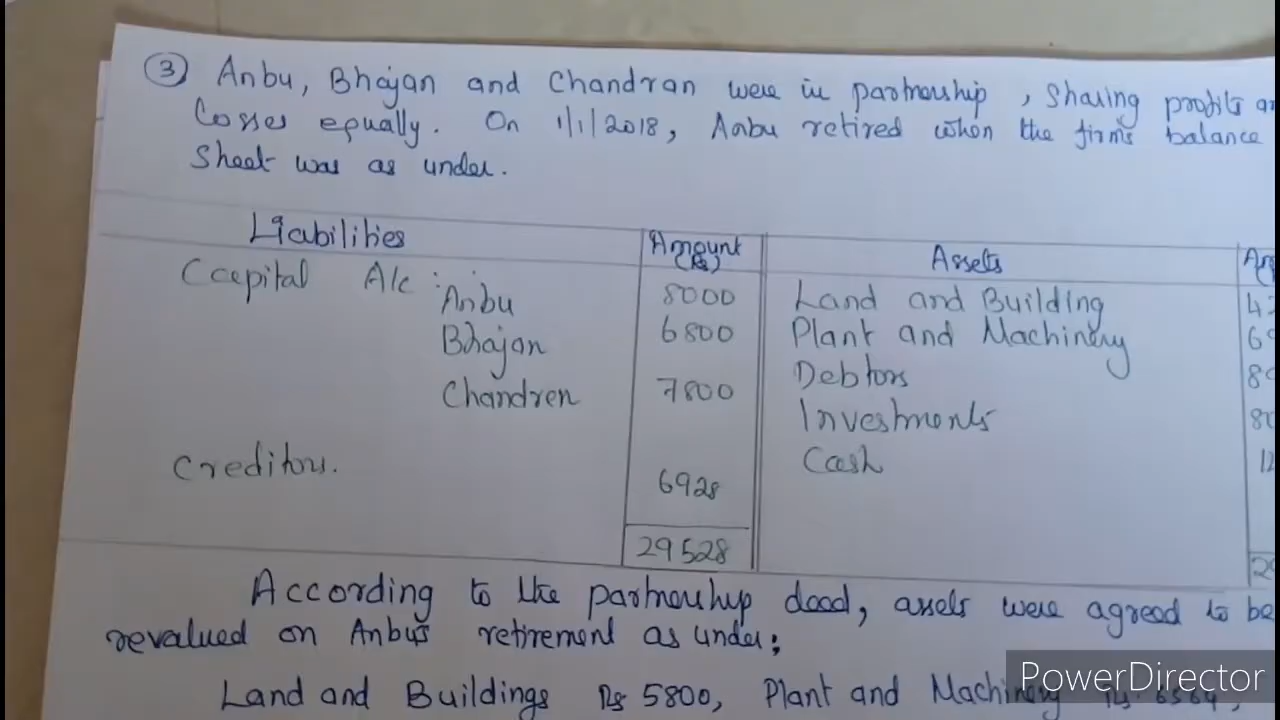 ③ Anbu, Bhajan and Chandran were in partnership, sharing profits
Losses equally. On 1/1/2018, Anbu retired when the firm's balance
Sheet was as under.
Liabilities Amount (Rs) Assets
Capital A/c: Anbu 8000 Land and Building
Bhajan 6800 Plant and Machinery
Chandren 7800 Debtors
Investments
Creditors. 6928 Cash
29528
According to the partnership deed, assets were agreed to be
revalued on Anbu's retirement as under;
Land and Buildings Rs 5800, Plant and Machinery Rs
PowerDirector